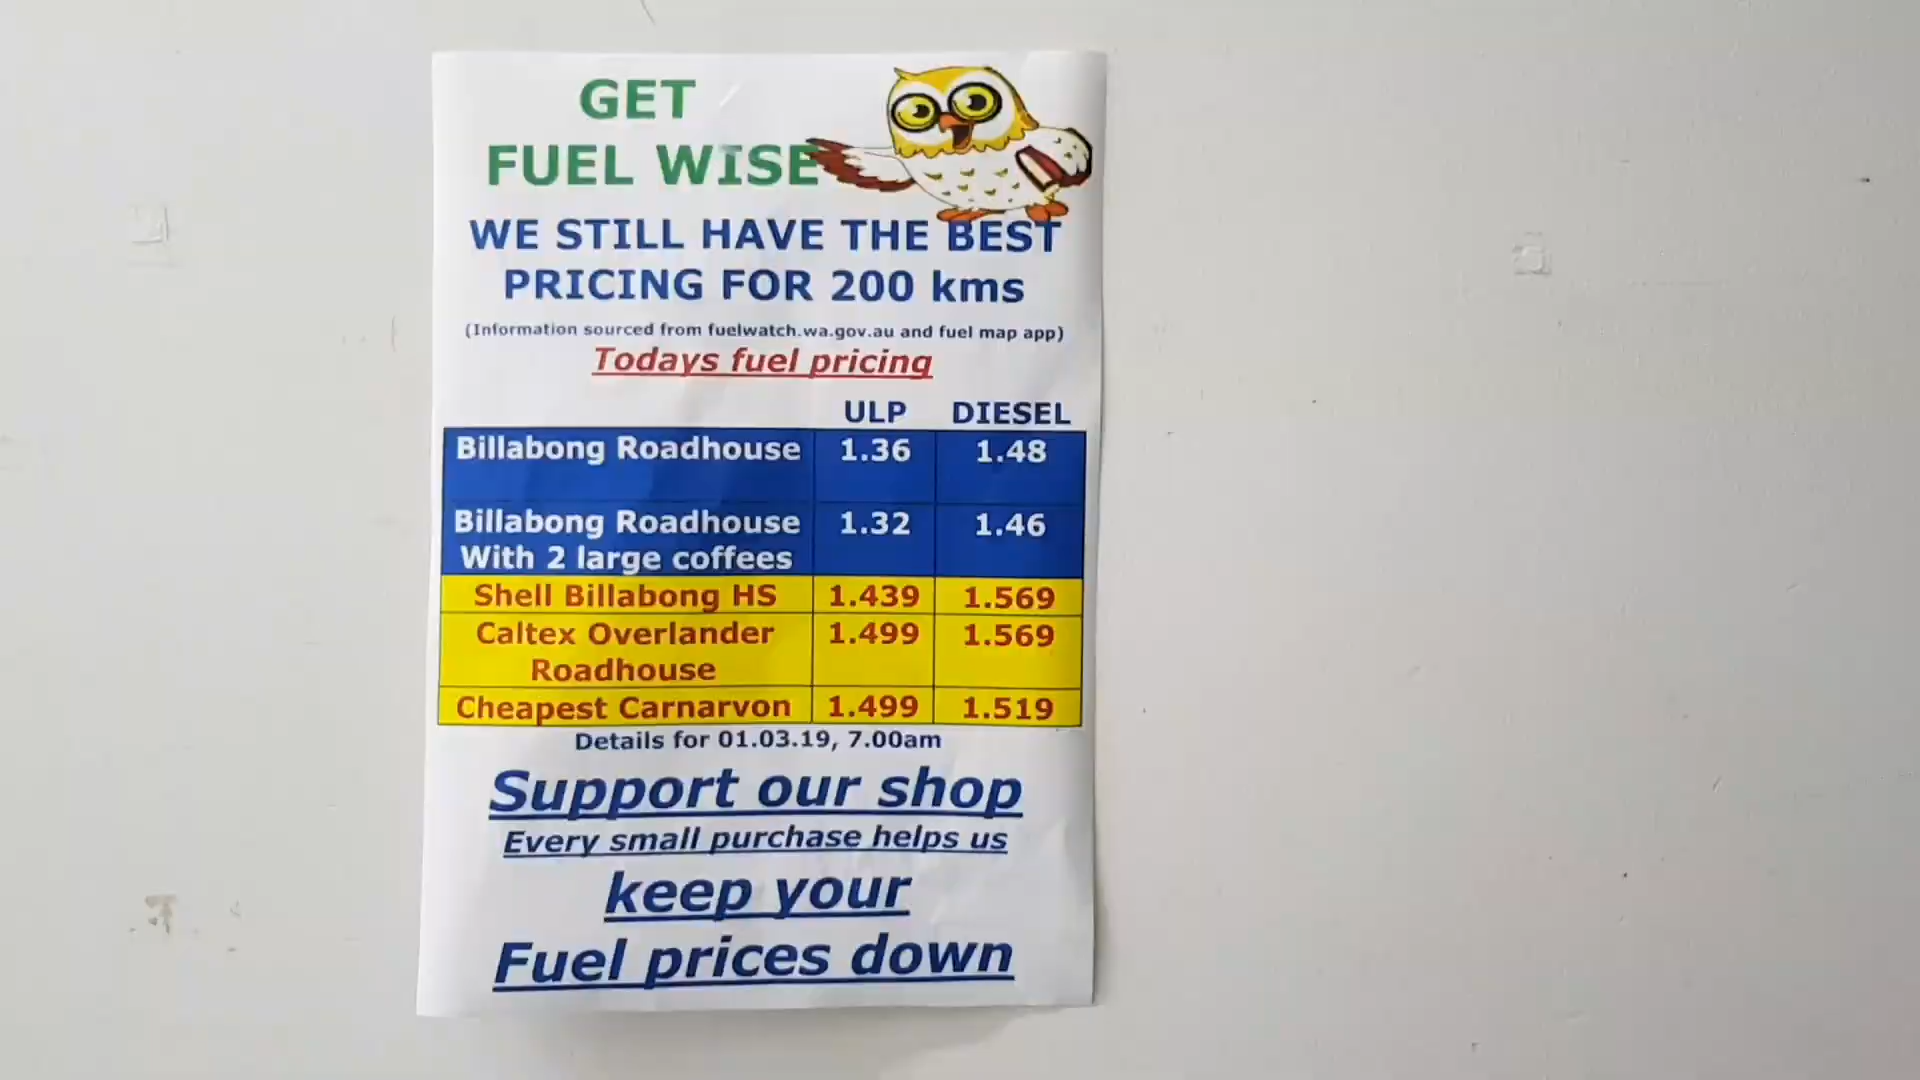 GET
FUEL WISE
WE STILL HAVE THE BEST
PRICING FOR 200 kms
(Information sourced from fuelwatch.wa.gov.au and fuel map app)
Todays fuel pricing
ULP DIESEL
Billabong Roadhouse 1.36 1.48
Billabong Roadhouse 1.32 1.46
With 2 large coffees
Shell Billabong HS 1.439 1.569
Caltex Overlander 1.499 1.569
Roadhouse
Cheapest Carnarvon 1.499 1.519
Details for 01.03.19, 7.00am
Support our shop
Every small purchase helps us
keep your
Fuel prices down